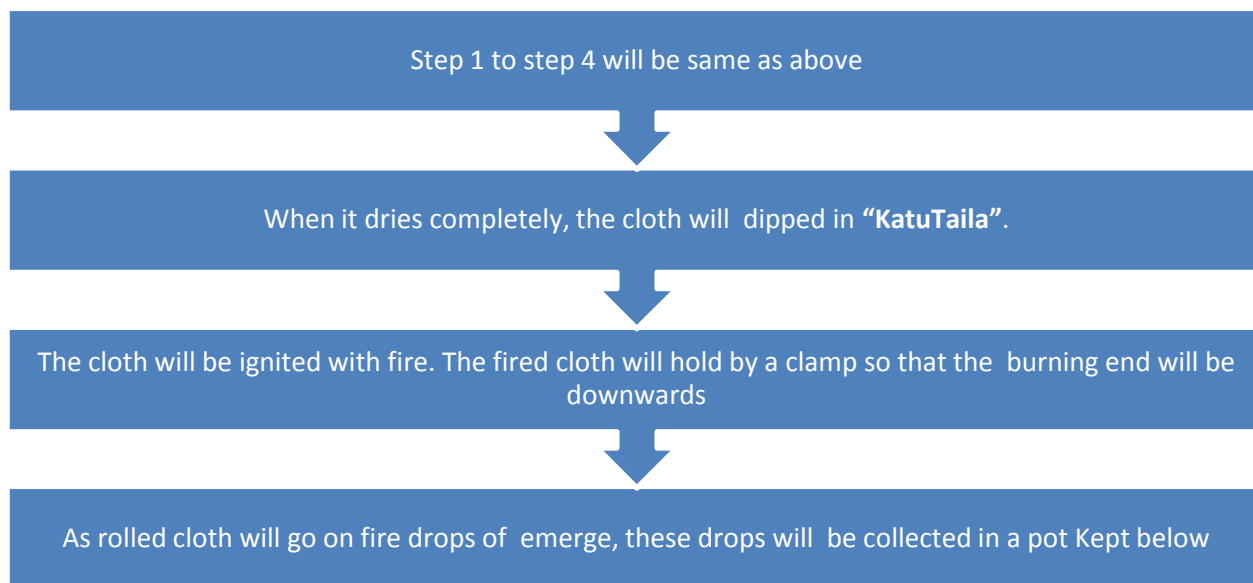 Step 1 to step 4 will be same as above
When it dries completely, the cloth will dipped in “KatuTaila”.
The cloth will be ignited with fire. The fired cloth will hold by a clamp so that the burning end will be
downwards
As rolled cloth will go on fire drops of emerge, these drops will be collected in a pot Kept below